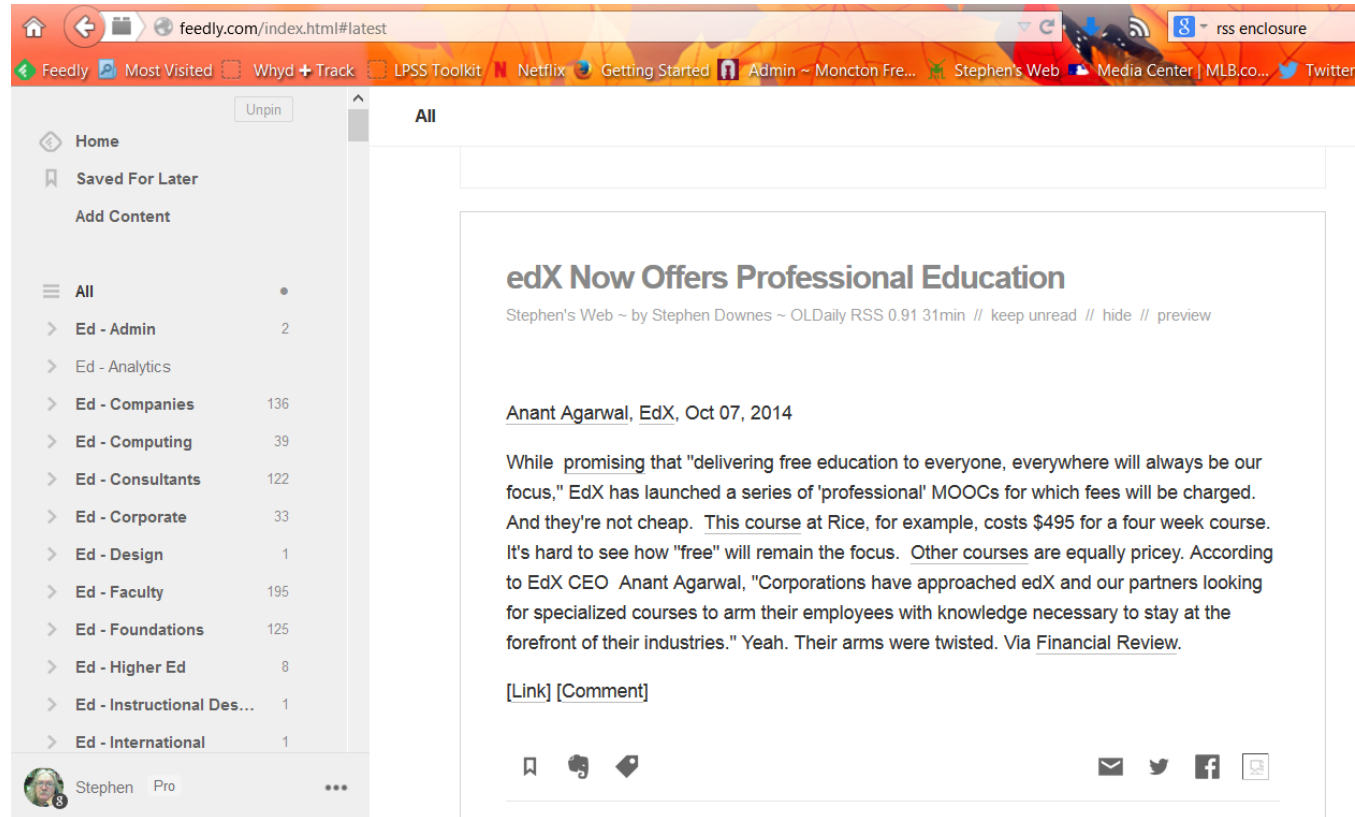 feedly.com/index.html#latest
8
rss enclosure
Feedly
Most Visited
Whyd + Track
LPSS Toolkit
N Netflix
Getting Started
Admin ~ Moncton Fre...
Stephen's Web
Media Center | MLB.co...
Twitter
Unpin
Home
Saved For Later
Add Content
All
Ed - Admin 2
Ed - Analytics
Ed - Companies 136
Ed - Computing 39
Ed - Consultants 122
Ed - Corporate 33
Ed - Design 1
Ed - Faculty 195
Ed - Foundations 125
Ed - Higher Ed 8
Ed - Instructional Des... 1
Ed - International 1
8
Stephen Pro
All
edX Now Offers Professional Education
Stephen's Web ~ by Stephen Downes ~ OLDaily RSS 0.91 31min // keep unread // hide // preview
Anant Agarwal, EdX, Oct 07, 2014
While promising that "delivering free education to everyone, everywhere will always be our
focus," EdX has launched a series of 'professional' MOOCs for which fees will be charged.
And they're not cheap. This course at Rice, for example, costs $495 for a four week course.
It's hard to see how "free" will remain the focus. Other courses are equally pricey. According
to EdX CEO Anant Agarwal, "Corporations have approached edX and our partners looking
for specialized courses to arm their employees with knowledge necessary to stay at the
forefront of their industries." Yeah. Their arms were twisted. Via Financial Review.
[Link] [Comment]